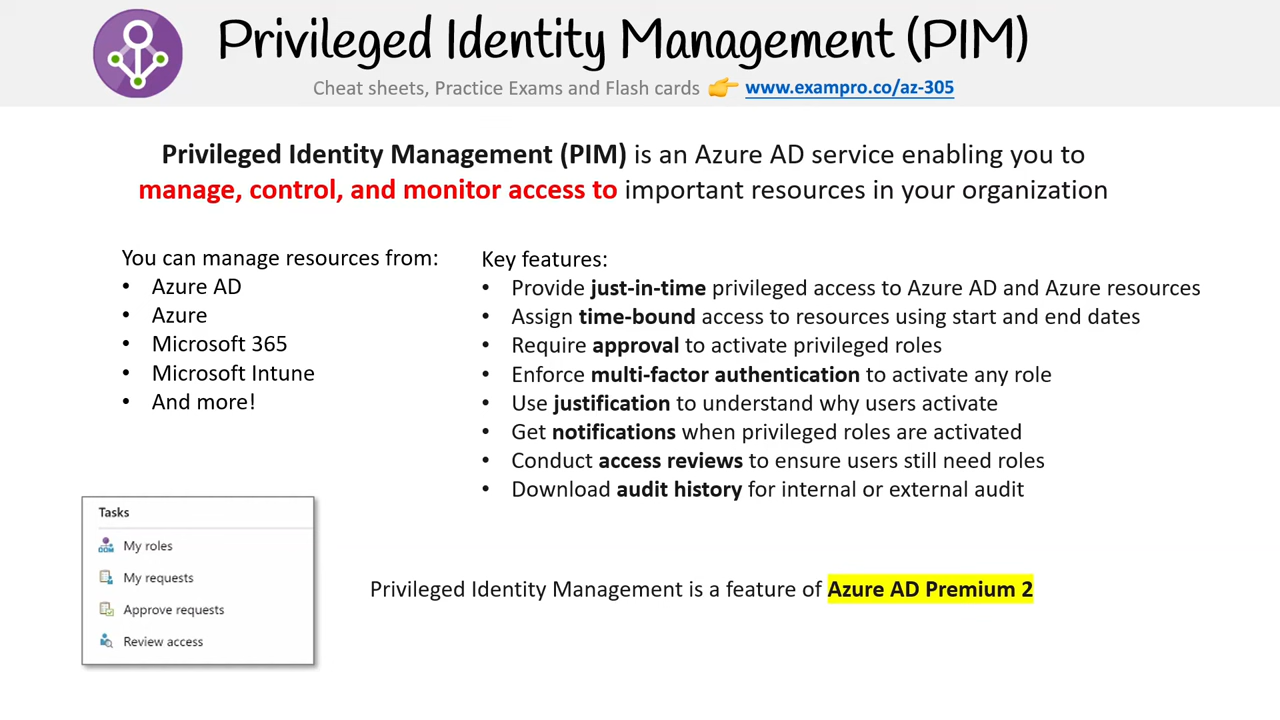 Privileged Identity Management (PIM)
Cheat sheets, Practice Exams and Flash cards 👉 www.exampro.co/az-305
Privileged Identity Management (PIM) is an Azure AD service enabling you to
manage, control, and monitor access to important resources in your organization
You can manage resources from:
• Azure AD
• Azure
• Microsoft 365
• Microsoft Intune
• And more!
Key features:
• Provide just-in-time privileged access to Azure AD and Azure resources
• Assign time-bound access to resources using start and end dates
• Require approval to activate privileged roles
• Enforce multi-factor authentication to activate any role
• Use justification to understand why users activate
• Get notifications when privileged roles are activated
• Conduct access reviews to ensure users still need roles
• Download audit history for internal or external audit
Tasks
My roles
My requests
Approve requests
Review access
Privileged Identity Management is a feature of Azure AD Premium 2